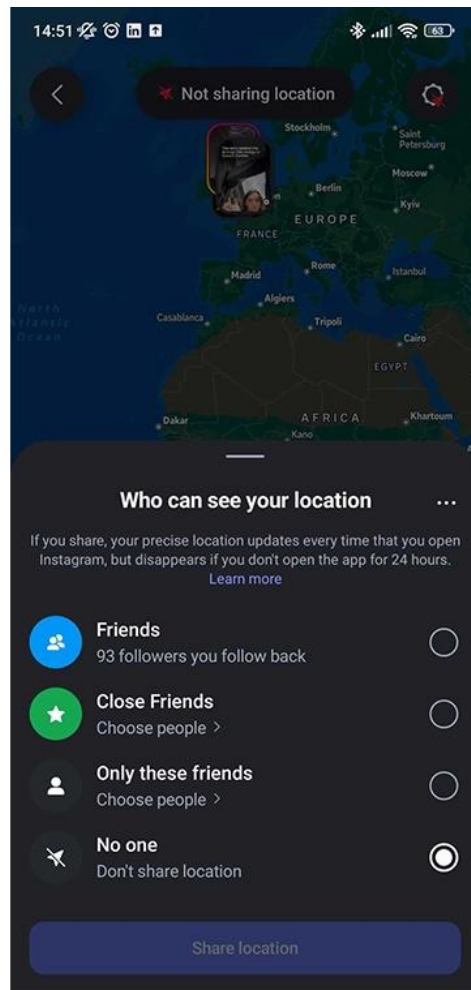 14:51
63
Not sharing location
Stockholm
Saint
Petersburg
Moscow
Berlin
Kyiv
EUROPE
FRANCE
Rome
Madrid
Istanbul
Algiers
North
Atlantic
Ocean
Casablanca
Tripoli
Cairo
EGYPT
Dakar
AFRICA
Khartoum
Kano
Who can see your location
If you share, your precise location updates every time that you open
Instagram, but disappears if you don't open the app for 24 hours.
Learn more
Friends
93 followers you follow back
Close Friends
Choose people >
Only these friends
Choose people >
No one
Don't share location
Share location